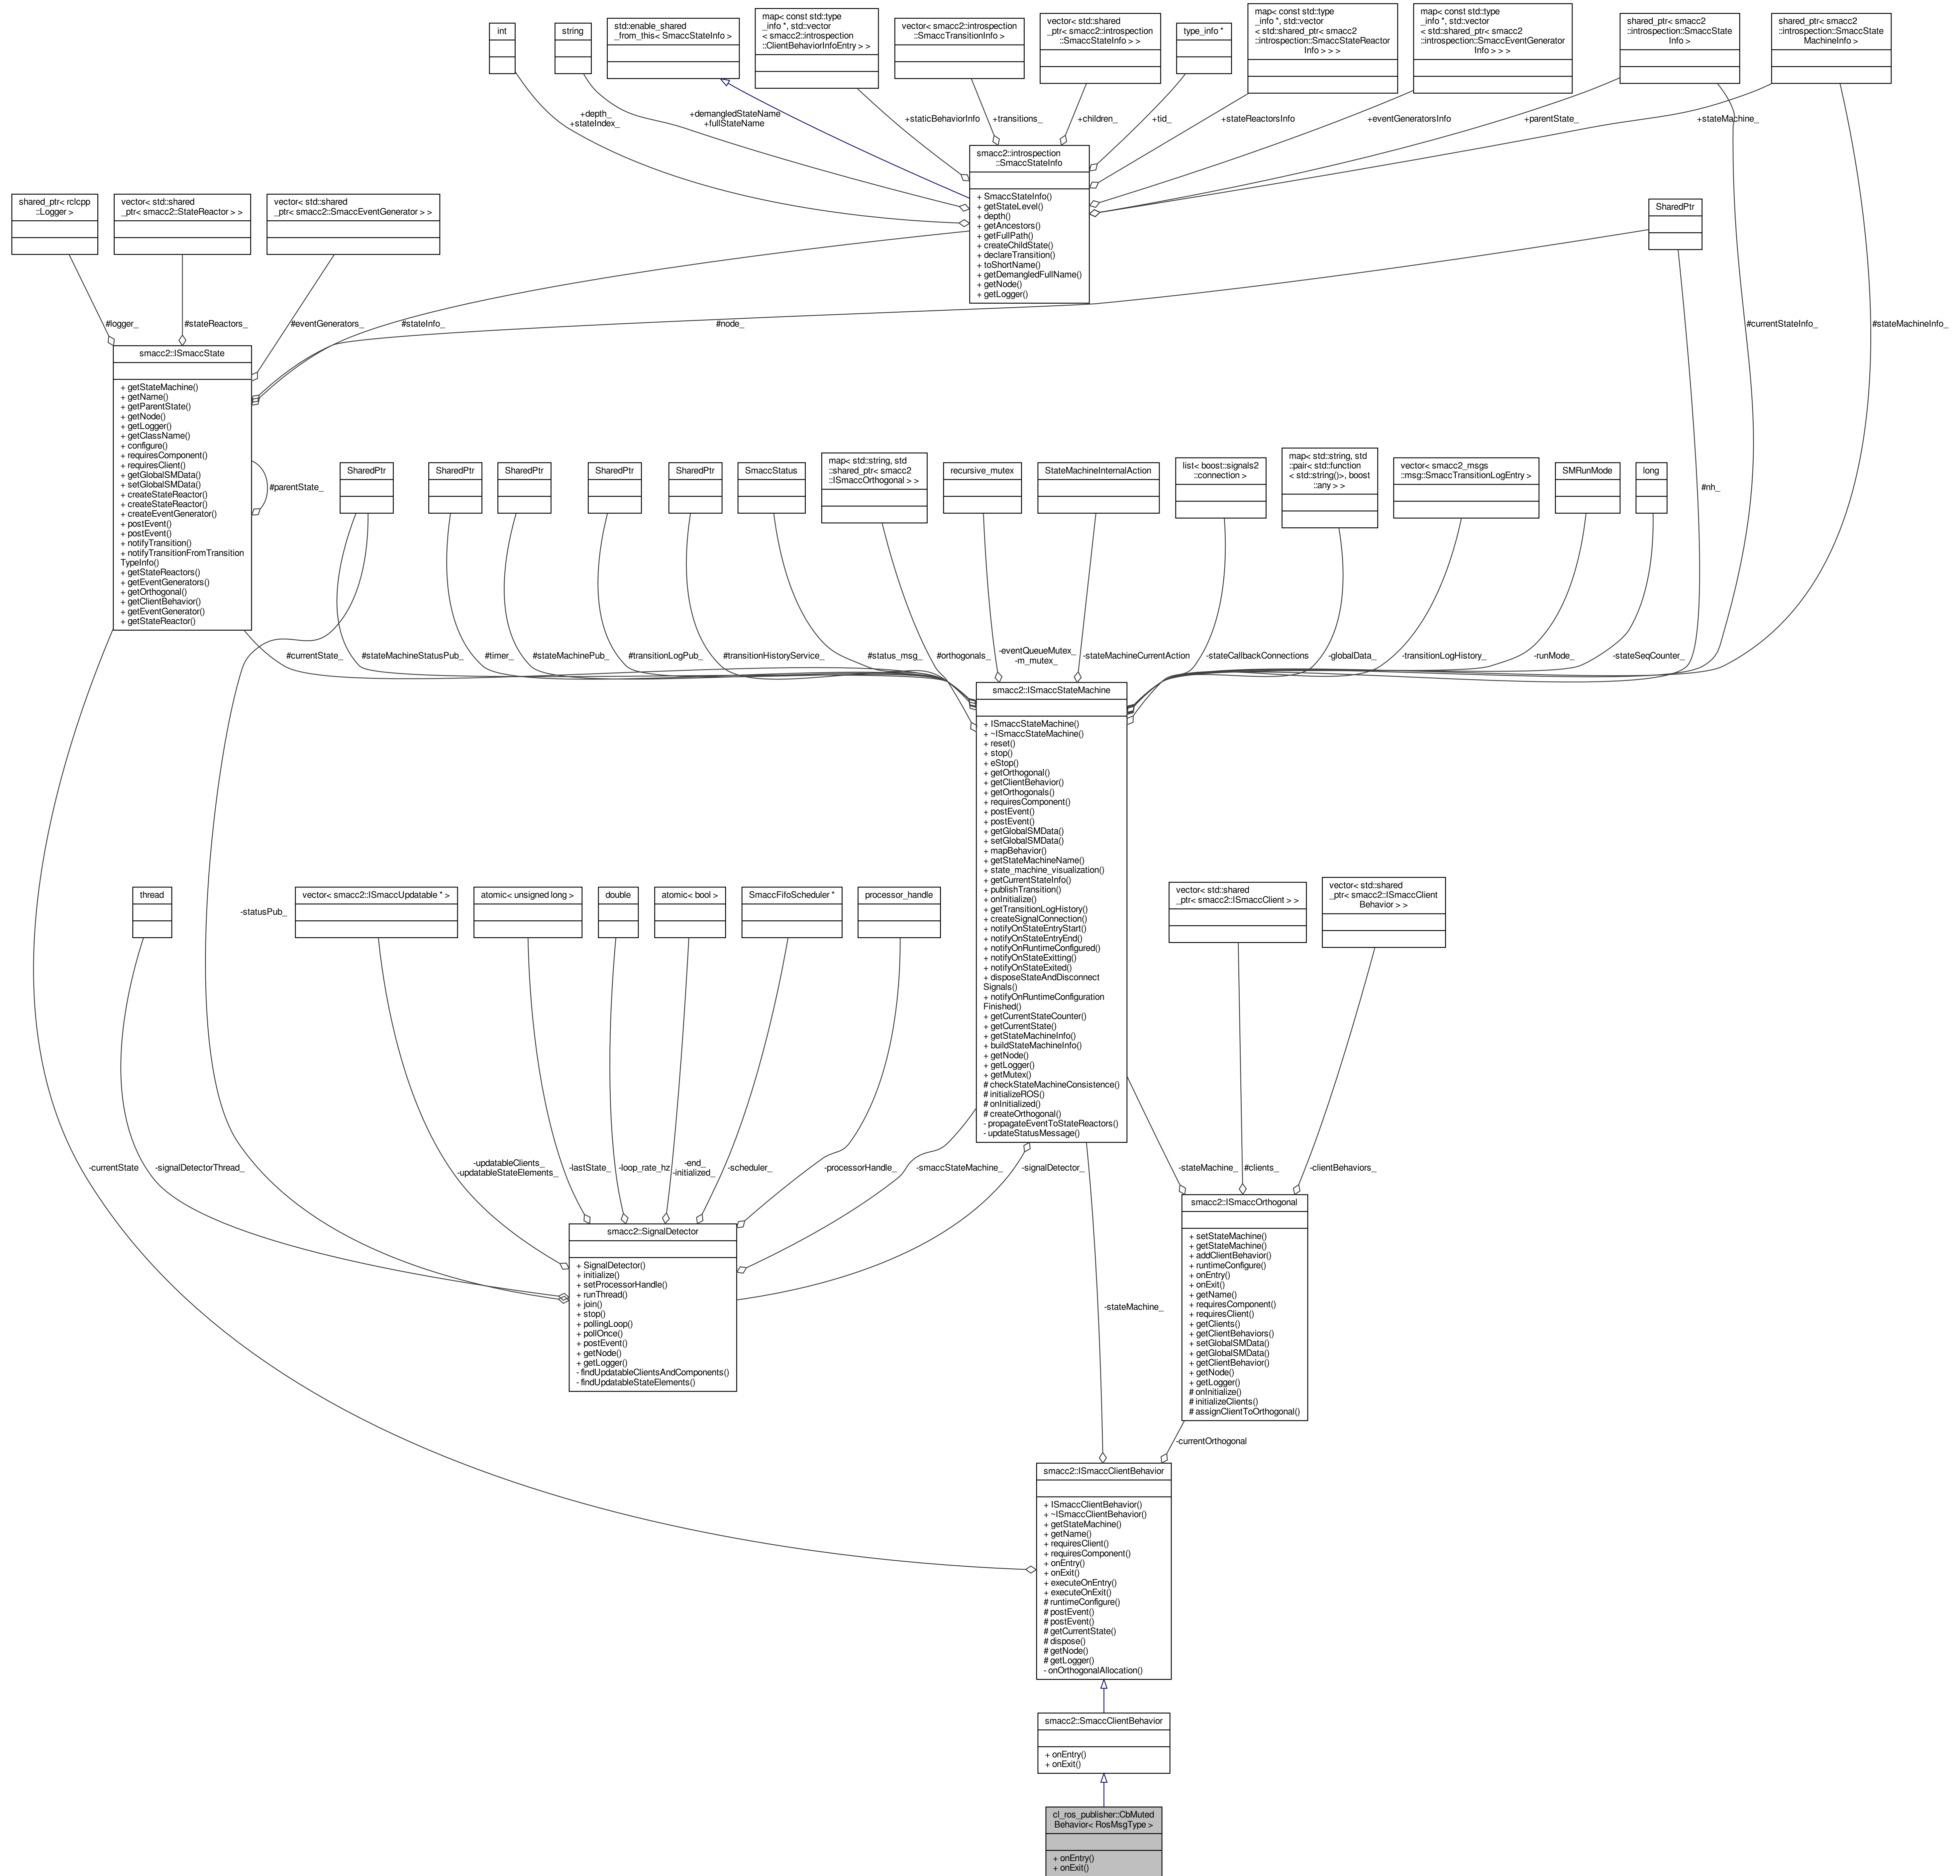 int
string
std::enable_shared
_from_this< SmaccStateInfo >
map< const std::type
_info *, std::vector
< smacc2::introspection
::ClientBehaviorInfoEntry > >
vector< smacc2::introspection
::SmaccTransitionInfo >
vector< std::shared
_ptr< smacc2::introspection
::SmaccStateInfo > >
type_info *
map< const std::type
_info *, std::vector
< std::shared_ptr< smacc2
::introspection::SmaccStateReactor
Info > > >
map< const std::type
_info *, std::vector
< std::shared_ptr< smacc2
::introspection::SmaccEventGenerator
Info > > >
shared_ptr< smacc2
::introspection::SmaccState
Info >
shared_ptr< smacc2
::introspection::SmaccState
MachineInfo >
+depth_
+stateIndex_
+demangledStateName
+fullStateName
+staticBehaviorInfo
+transitions_
+children_
+tid_
+stateReactorsInfo
+eventGeneratorsInfo
+parentState_
+stateMachine_
smacc2::introspection
::SmaccStateInfo
+ SmaccStateInfo()
+ getStateLevel()
+ depth()
+ getAncestors()
+ getFullPath()
+ createChildState()
+ declareTransition()
+ toShortName()
+ getDemangledFullName()
+ getNode()
+ getLogger()
shared_ptr< rclcpp
::Logger >
vector< std::shared
_ptr< smacc2::StateReactor > >
vector< std::shared
_ptr< smacc2::SmaccEventGenerator > >
SharedPtr
#logger_
#stateReactors_
#eventGenerators_
#stateInfo_
#node_
#currentStateInfo_
#stateMachineInfo_
smacc2::ISmaccState
+ getStateMachine()
+ getName()
+ getParentState()
+ getNode()
+ getLogger()
+ getClassName()
+ configure()
+ requiresComponent()
+ requiresClient()
+ getGlobalSMData()
+ setGlobalSMData()
+ createStateReactor()
+ createStateReactor()
+ createEventGenerator()
+ postEvent()
+ postEvent()
+ notifyTransition()
+ notifyTransitionFromTransition
TypeInfo()
+ getStateReactors()
+ getEventGenerators()
+ getOrthogonal()
+ getClientBehavior()
+ getEventGenerator()
+ getStateReactor()
#parentState_
SharedPtr
SharedPtr
SharedPtr
SharedPtr
SharedPtr
SmaccStatus
map< std::string, std
::shared_ptr< smacc2
::ISmaccOrthogonal > >
recursive_mutex
StateMachineInternalAction
list< boost::signals2
::connection >
map< std::string, std
::pair< std::function
< std::string()>, boost
::any > >
vector< smacc2_msgs
::msg::SmaccTransitionLogEntry >
SMRunMode
long
#nh_
#currentState_
#stateMachineStatusPub_
#timer_
#stateMachinePub_
#transitionLogPub_
#transitionHistoryService_
#status_msg_
#orthogonals_
-eventQueueMutex_
-m_mutex_
-stateMachineCurrentAction
-stateCallbackConnections
-globalData_
-transitionLogHistory_
-runMode_
-stateSeqCounter_
smacc2::ISmaccStateMachine
+ ISmaccStateMachine()
+ ~ISmaccStateMachine()
+ reset()
+ stop()
+ eStop()
+ getOrthogonal()
+ getClientBehavior()
+ getOrthogonals()
+ requiresComponent()
+ postEvent()
+ postEvent()
+ getGlobalSMData()
+ setGlobalSMData()
+ mapBehavior()
+ getStateMachineName()
+ state_machine_visualization()
+ getCurrentStateInfo()
+ publishTransition()
+ onInitialize()
+ getTransitionLogHistory()
+ createSignalConnection()
+ notifyOnStateEntryStart()
+ notifyOnStateEntryEnd()
+ notifyOnRuntimeConfigured()
+ notifyOnStateExitting()
+ notifyOnStateExited()
+ disposeStateAndDisconnect
Signals()
+ notifyOnRuntimeConfiguration
Finished()
+ getCurrentStateCounter()
+ getCurrentState()
+ getStateMachineInfo()
+ buildStateMachineInfo()
+ getNode()
+ getLogger()
+ getMutex()
# checkStateMachineConsistence()
# initializeROS()
# onInitialized()
# createOrthogonal()
- propagateEventToStateReactors()
- updateStatusMessage()
thread
-statusPub_
vector< smacc2::ISmaccUpdatable * >
atomic< unsigned long >
double
atomic< bool >
SmaccFifoScheduler *
processor_handle
vector< std::shared
_ptr< smacc2::ISmaccClient > >
vector< std::shared
_ptr< smacc2::ISmaccClient
Behavior > >
-currentState
-signalDetectorThread_
-updatableClients_
-updatableStateElements_
-lastState_
-loop_rate_hz
-end_
-initialized_
-scheduler_
-processorHandle_
-smaccStateMachine_
-signalDetector_
-stateMachine_
#clients_
-clientBehaviors_
smacc2::SignalDetector
+ SignalDetector()
+ initialize()
+ setProcessorHandle()
+ runThread()
+ join()
+ stop()
+ pollingLoop()
+ pollOnce()
+ postEvent()
+ getNode()
+ getLogger()
- findUpdatableClientsAndComponents()
- findUpdatableStateElements()
-stateMachine_
smacc2::ISmaccOrthogonal
+ setStateMachine()
+ getStateMachine()
+ addClientBehavior()
+ runtimeConfigure()
+ onEntry()
+ onExit()
+ getName()
+ requiresComponent()
+ requiresClient()
+ getClients()
+ getClientBehaviors()
+ setGlobalSMData()
+ getGlobalSMData()
+ getClientBehavior()
+ getNode()
+ getLogger()
# onInitialize()
# initializeClients()
# assignClientToOrthogonal()
-currentOrthogonal
smacc2::ISmaccClientBehavior
+ ISmaccClientBehavior()
+ ~ISmaccClientBehavior()
+ getStateMachine()
+ getName()
+ requiresClient()
+ requiresComponent()
+ onEntry()
+ onExit()
+ executeOnEntry()
+ executeOnExit()
# runtimeConfigure()
# postEvent()
# postEvent()
# getCurrentState()
# dispose()
# getNode()
# getLogger()
- onOrthogonalAllocation()
smacc2::SmaccClientBehavior
+ onEntry()
+ onExit()
cl_ros_publisher::CbMuted
Behavior< RosMsgType >
+ onEntry()
+ onExit()